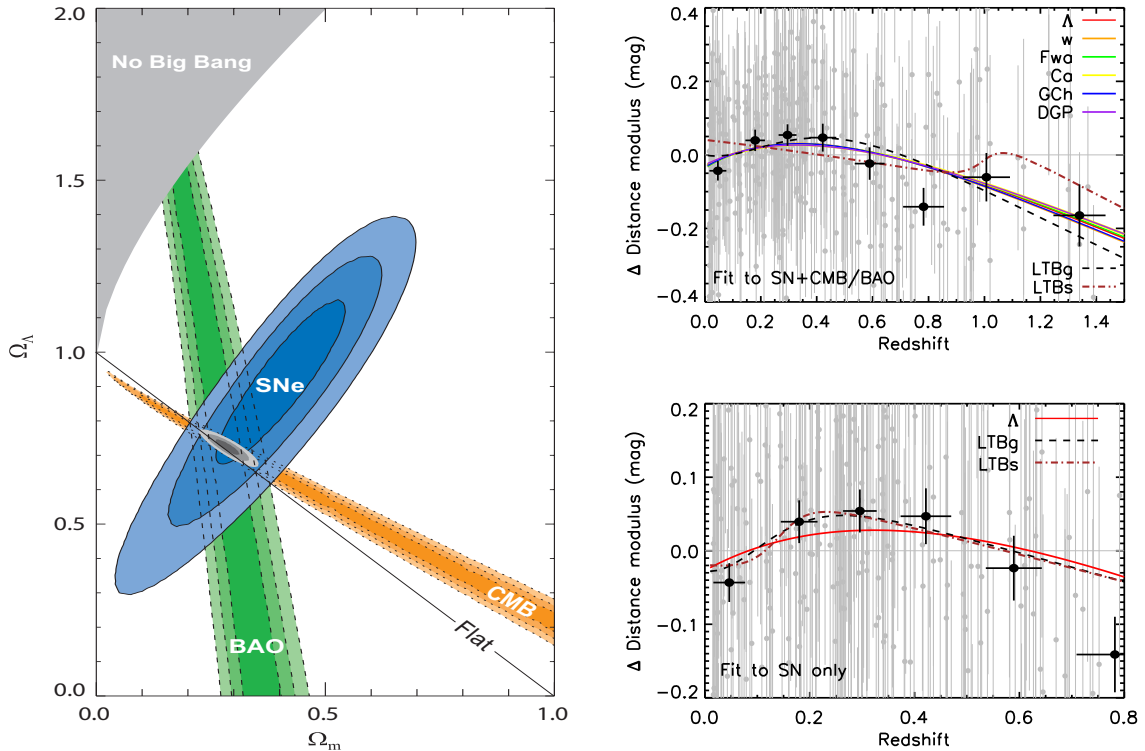 2.0
1.5
1.0
0.5
0.0
Ω_Λ
0.0
0.5
1.0
Ω_m
No Big Bang
SNe
BAO
CMB
Flat
0.4
0.2
0.0
−0.2
−0.4
Δ Distance modulus (mag)
Λ
w
Fwa
Ca
GCh
DGP
LTBg
LTBs
Fit to SN+CMB/BAO
0.0 0.2 0.4 0.6 0.8 1.0 1.2 1.4
Redshift
0.2
0.1
0.0
−0.1
−0.2
Δ Distance modulus (mag)
Λ
LTBg
LTBs
Fit to SN only
0.0 0.2 0.4 0.6 0.8
Redshift